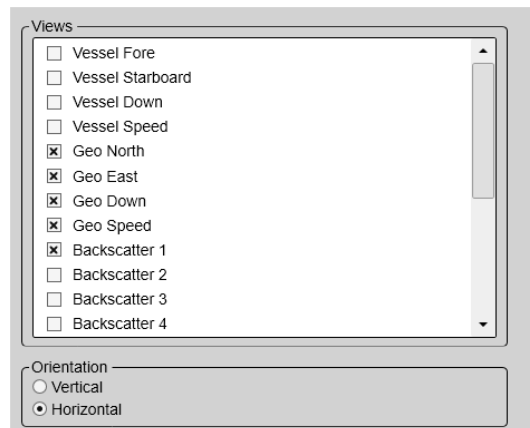 Views
Vessel Fore
Vessel Starboard
Vessel Down
Vessel Speed
Geo North
Geo East
Geo Down
Geo Speed
Backscatter 1
Backscatter 2
Backscatter 3
Backscatter 4
Orientation
Vertical
Horizontal